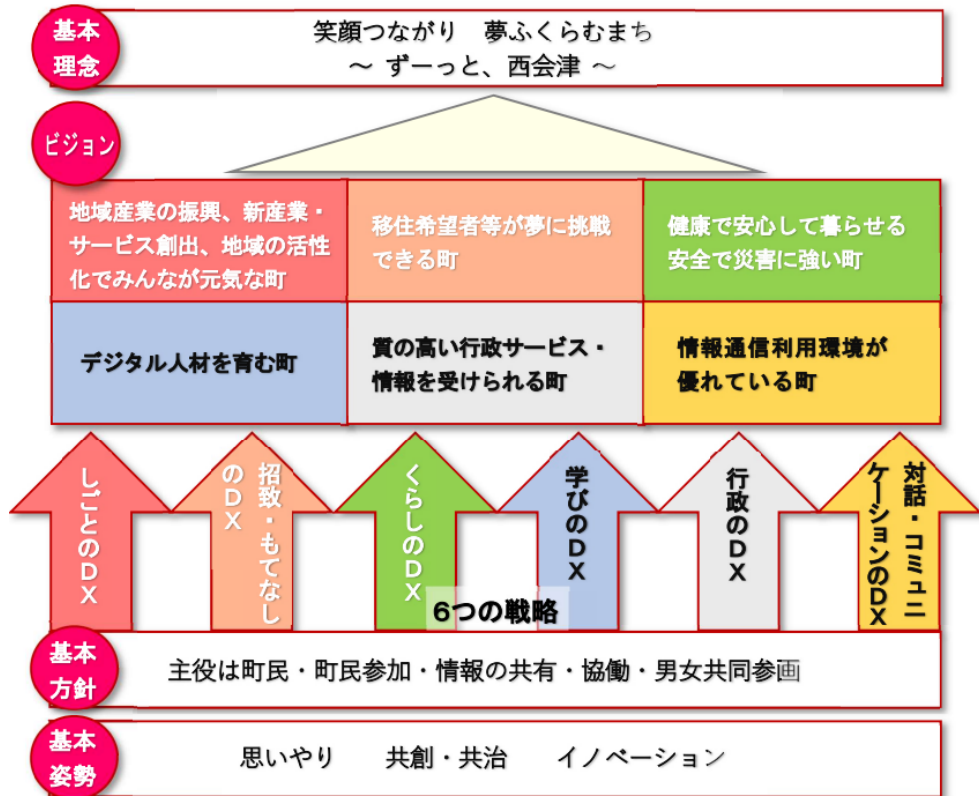 基本
理念
笑顔つながり 夢ふくらむまち
～ ずーっと、西会津 ～
ビジョン
地域産業の振興、新産業・
サービス創出、地域の活性
化でみんなが元気な町
移住希望者等が夢に挑戦
できる町
健康で安心して暮らせる
安全で災害に強い町
デジタル人材を育む町
質の高い行政サービス・
情報を受けられる町
情報通信利用環境が
優れている町
しごとのDX
招致・もてなし
のDX
くらしのDX
学びのDX
行政のDX
対話・コミュニ
ケーションのDX
6つの戦略
基本
方針
主役は町民・町民参加・情報の共有・協働・男女共同参画
基本
姿勢
思いやり 共創・共治 イノベーション